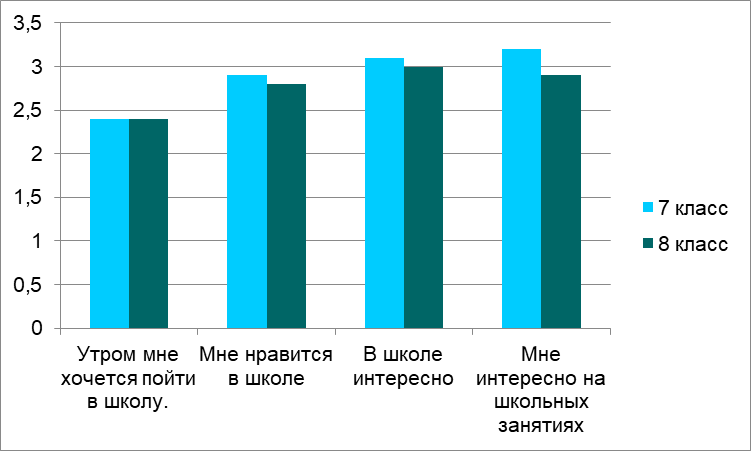 3,5
3
2,5
2
1,5
1
0,5
0
Утром мне
хочется пойти
в школу.
Мне нравится
в школе
В школе
интересно
Мне
интересно на
школьных
занятиях
7 класс
8 класс